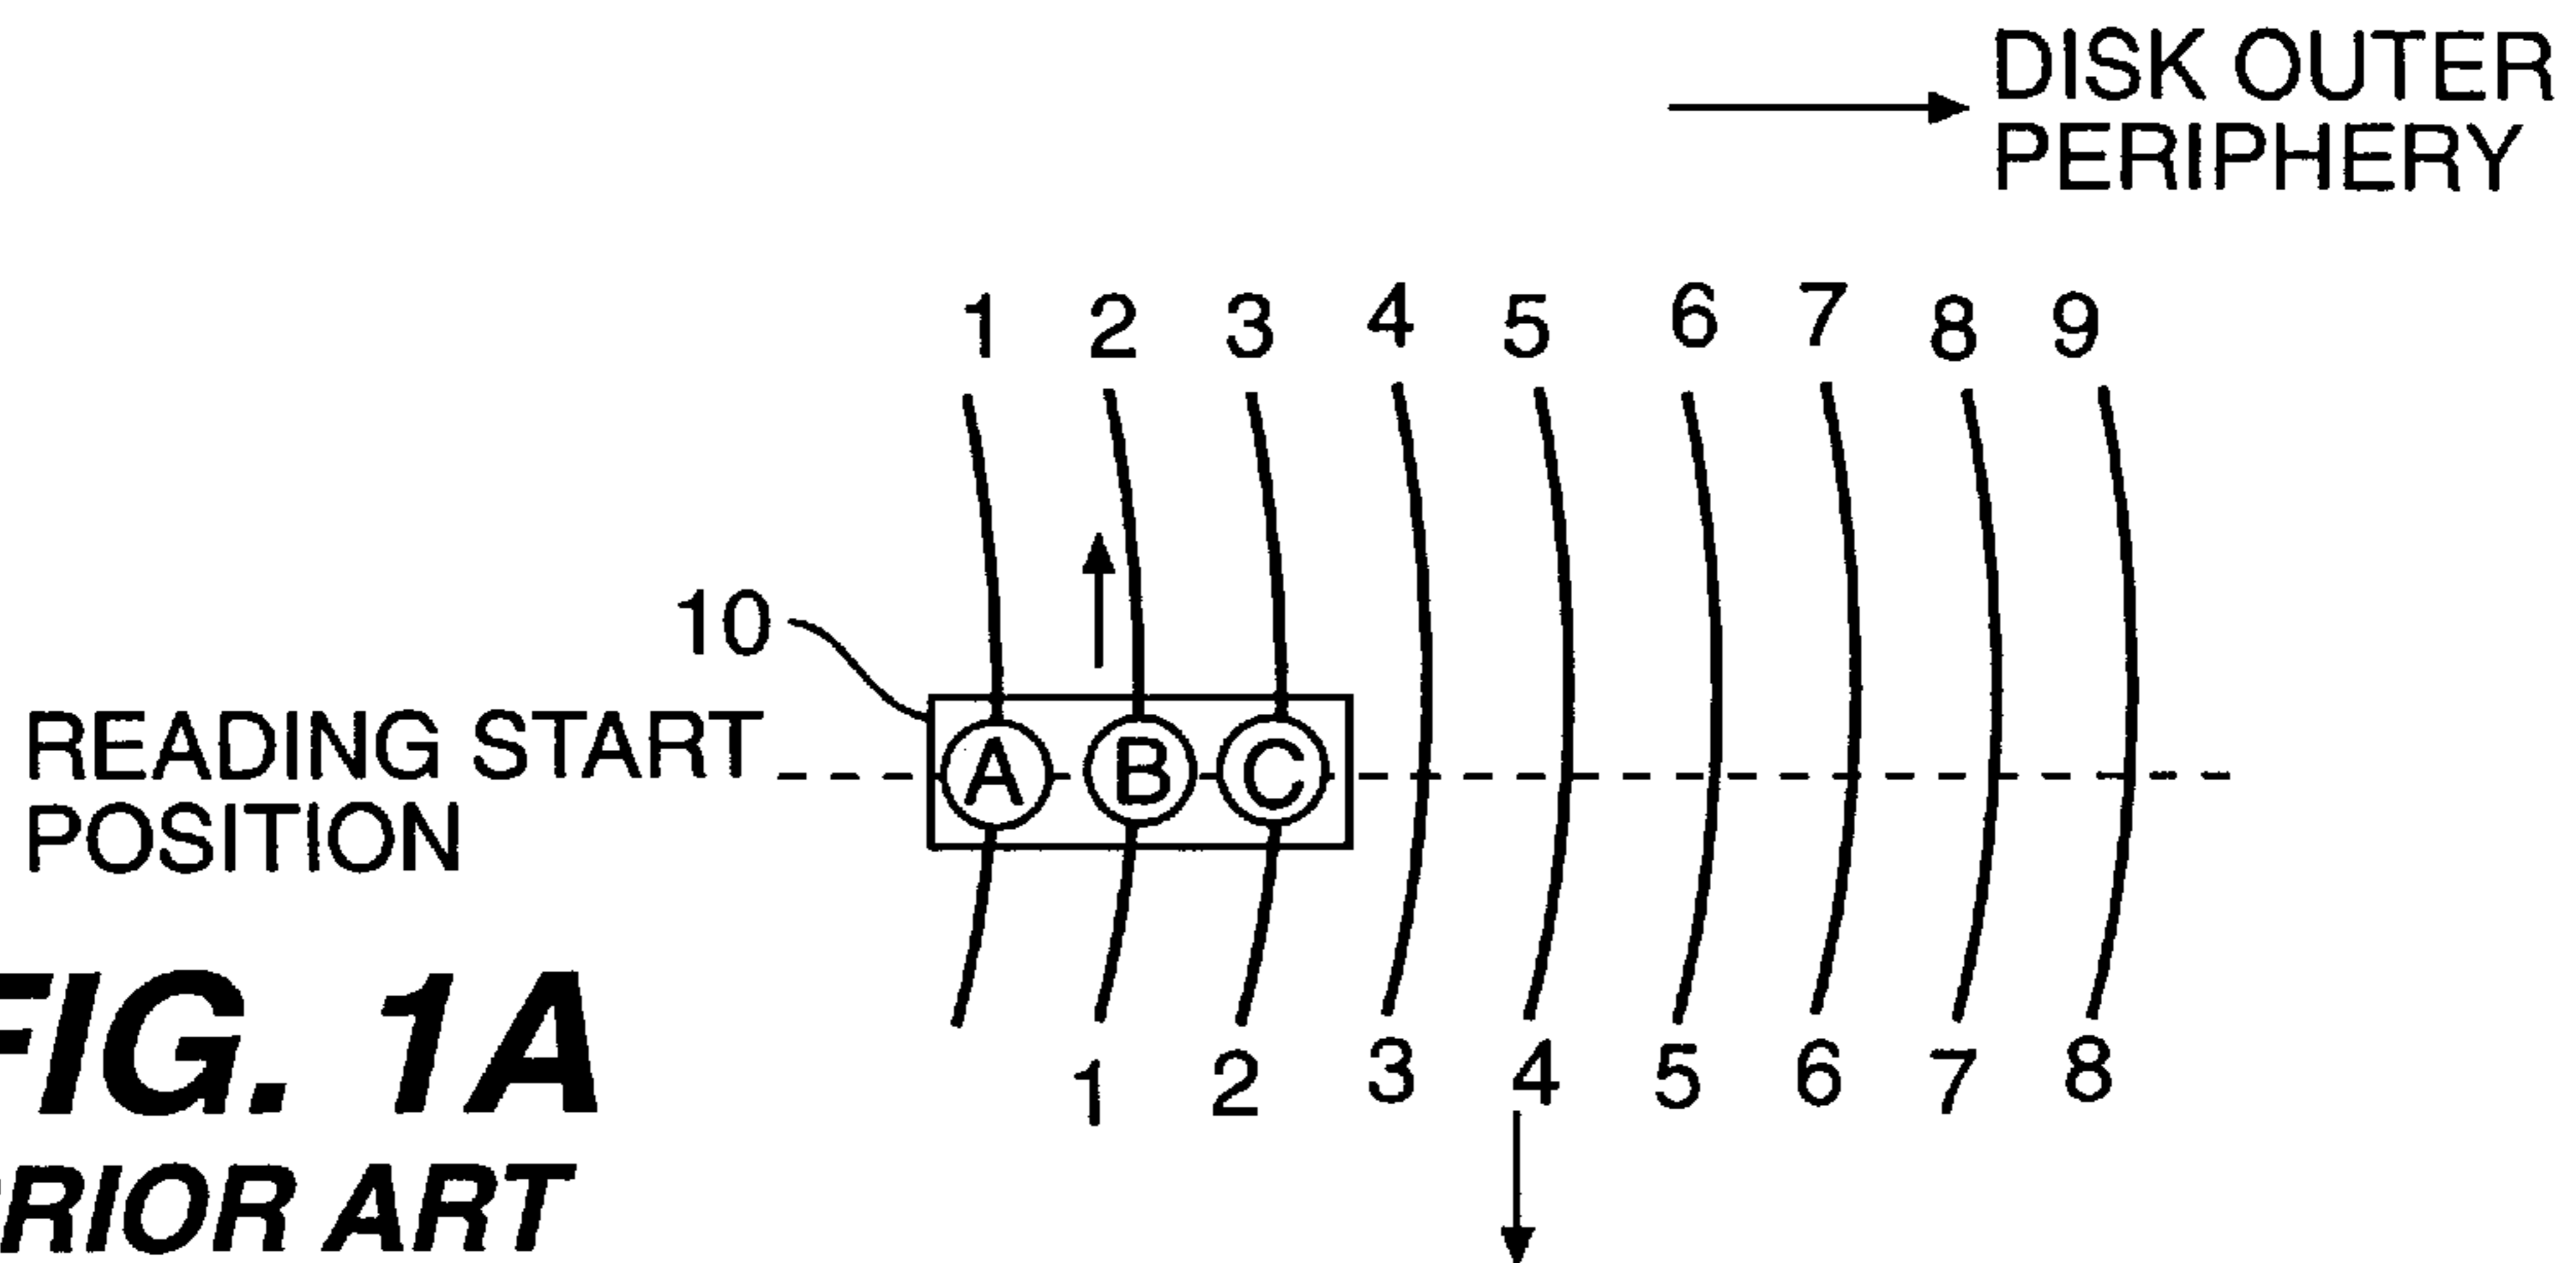 DISK OUTER
PERIPHERY
1 2 3 4 5 6 7 8 9
10
READING START
POSITION
A B C
1 2 3 4 5 6 7 8
FIG. 1A
PRIOR ART